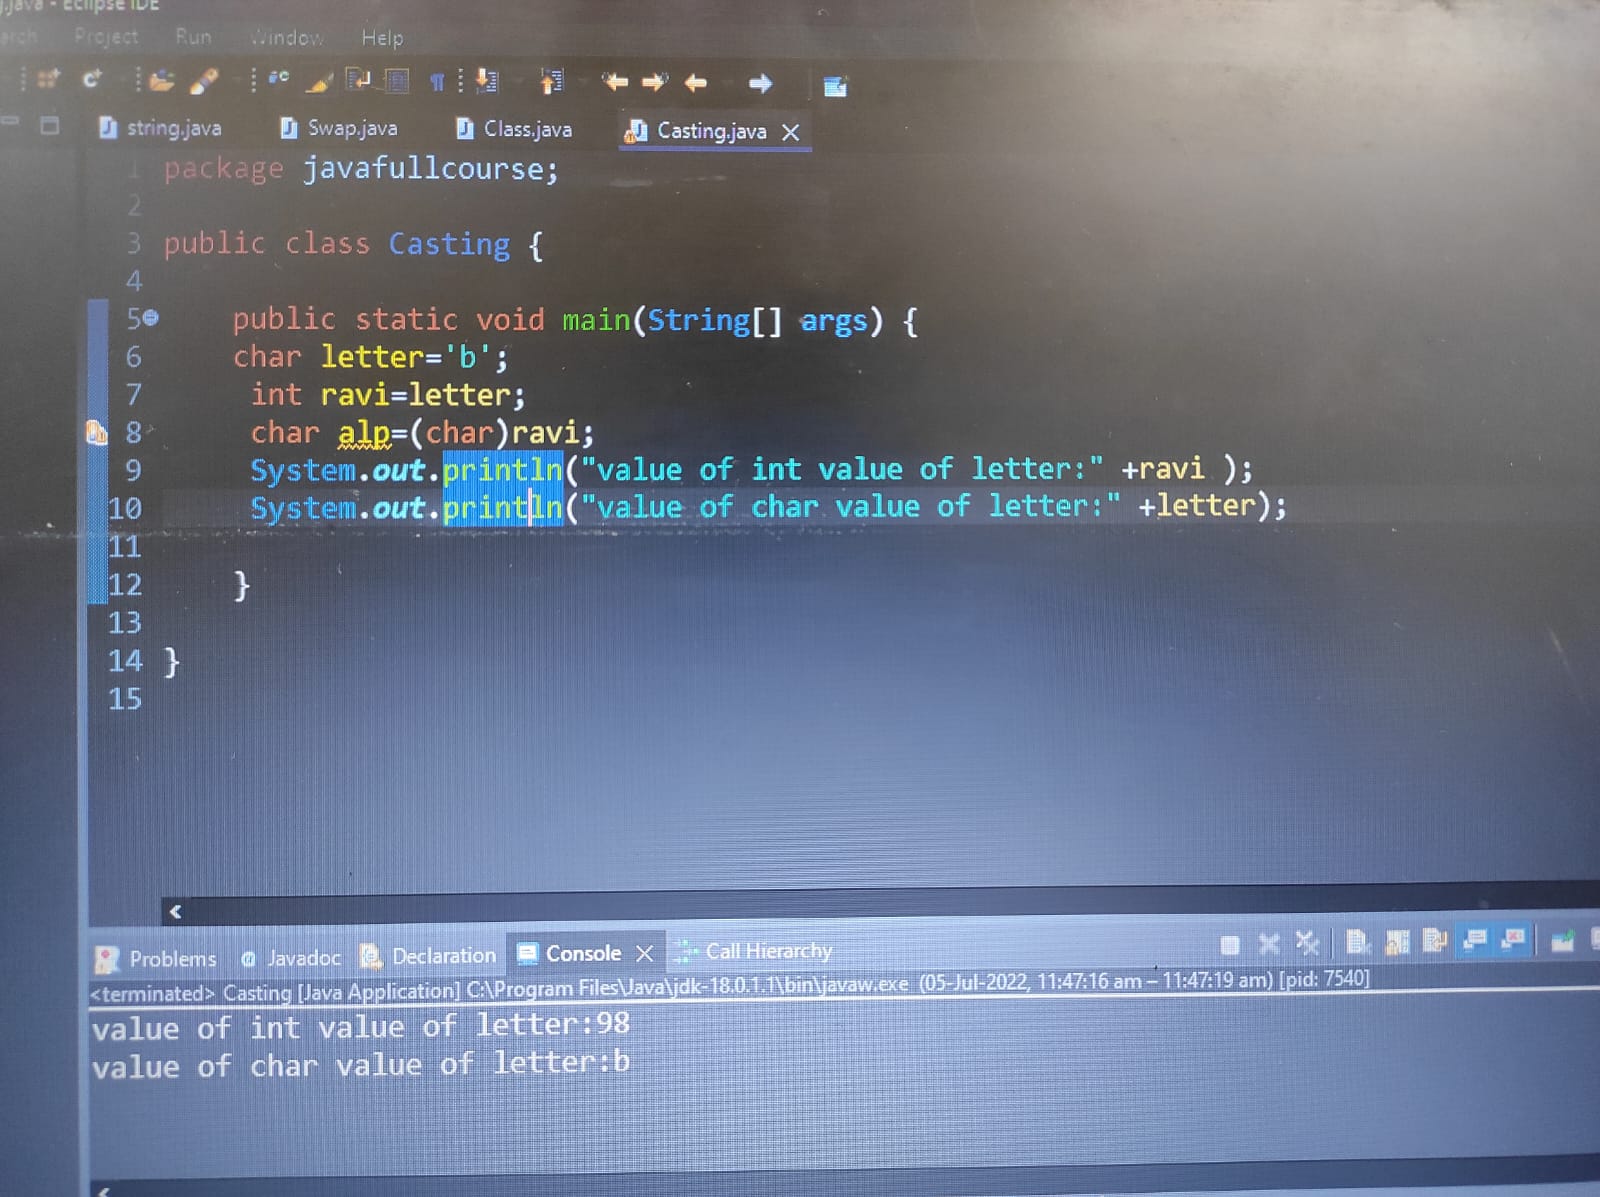 .java - Eclipse IDE
Project Run Window Help
string.java Swap.java Class.java Casting.java
1 package javafullcourse;
2
3 public class Casting {
4
5 public static void main(String[] args) {
6 char letter='b';
7 int ravi=letter;
8 char alp=(char)ravi;
9 System.out.println("value of int value of letter:" +ravi );
10 System.out.println("value of char value of letter:" +letter);
11
12 }
13
14 }
15
Problems Javadoc Declaration Console Call Hierarchy
<terminated> Casting [Java Application] C:\Program Files\Java\jdk-18.0.1.1\bin\javaw.exe (05-Jul-2022, 11:47:16 am – 11:47:19 am) [pid: 7540]
value of int value of letter:98
value of char value of letter:b